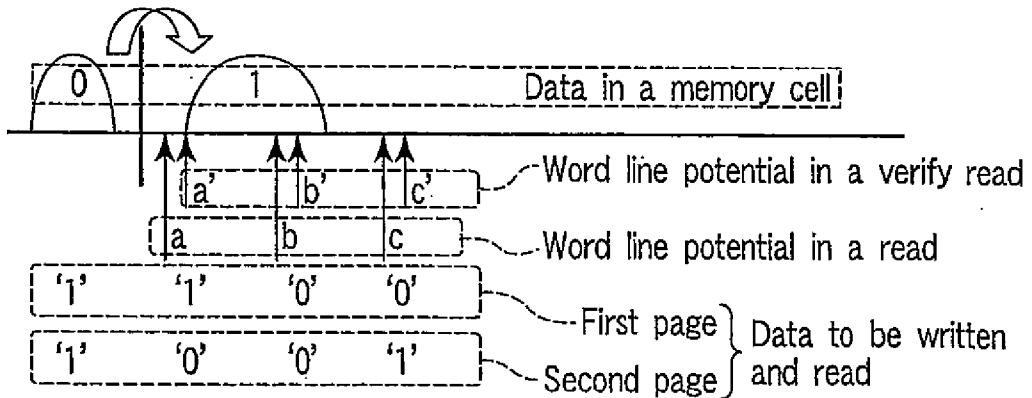 0 1 Data in a memory cell
a' b' c' Word line potential in a verify read
a b c Word line potential in a read
‘1’ ‘1’ ‘0’ ‘0’ First page
‘1’ ‘0’ ‘0’ ‘1’ Second page
Data to be written
and read